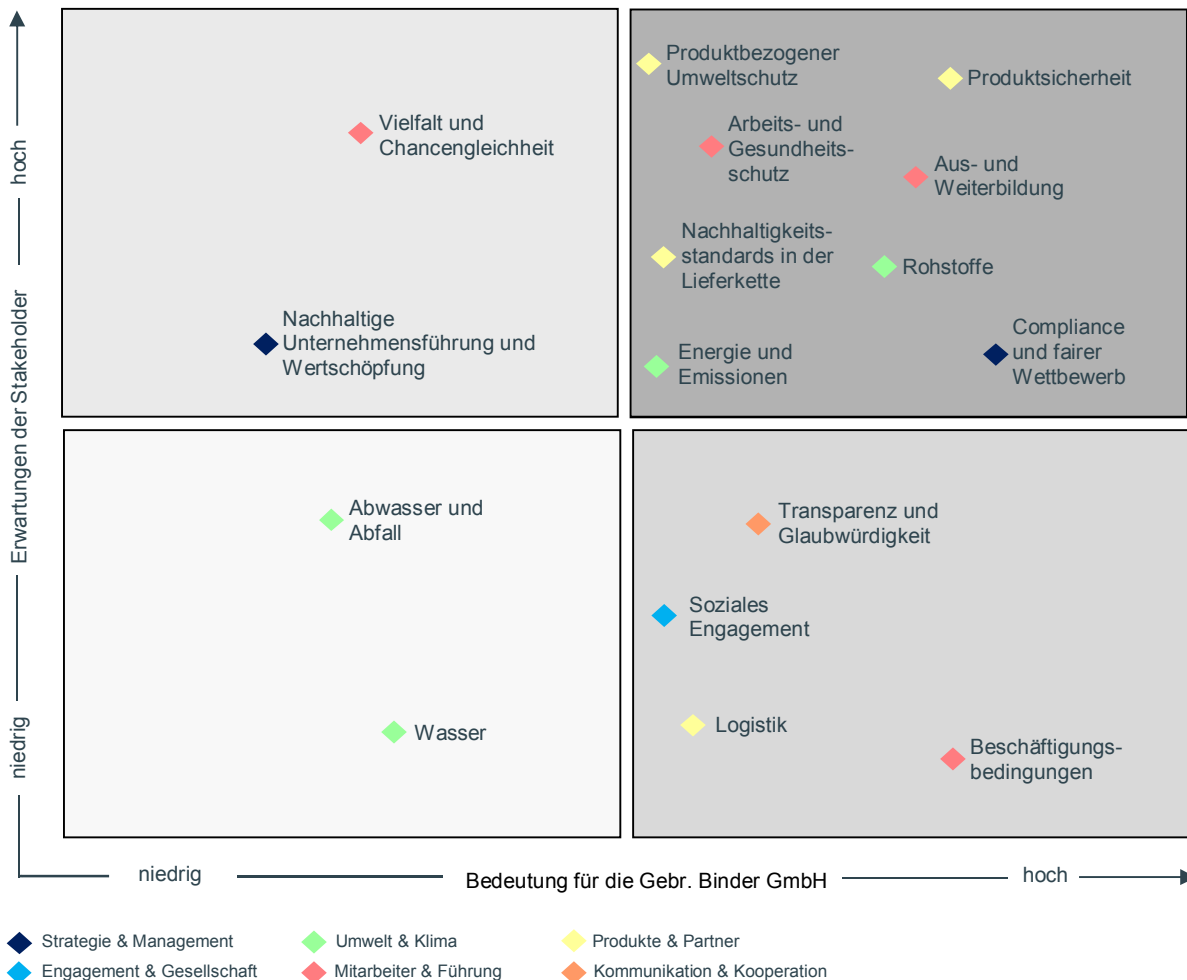 Erwartungen der Stakeholder
hoch
niedrig
Vielfalt und
Chancengleichheit
Nachhaltige
Unternehmensführung und
Wertschöpfung
Produktbezogener
Umweltschutz
Produktsicherheit
Arbeits- und
Gesundheits-
schutz
Aus- und
Weiterbildung
Nachhaltigkeits-
standards in der
Lieferkette
Rohstoffe
Energie und
Emissionen
Compliance
und fairer
Wettbewerb
Abwasser und
Abfall
Wasser
Transparenz und
Glaubwürdigkeit
Soziales
Engagement
Logistik
Beschäftigungs-
bedingungen
niedrig
Bedeutung für die Gebr. Binder GmbH
hoch
Strategie & Management
Umwelt & Klima
Produkte & Partner
Engagement & Gesellschaft
Mitarbeiter & Führung
Kommunikation & Kooperation